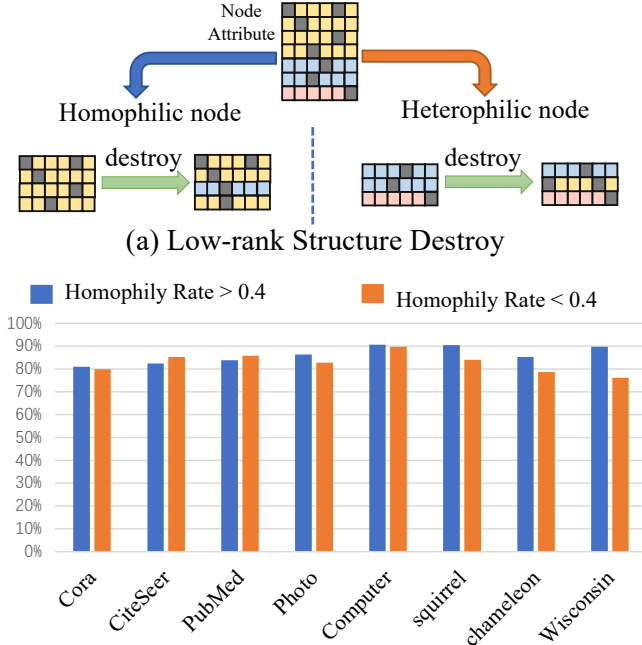 Node
Attribute
Homophilic node
Heterophilic node
destroy
destroy
(a) Low-rank Structure Destroy
Homophily Rate > 0.4
Homophily Rate < 0.4
100%
90%
80%
70%
60%
50%
40%
30%
20%
10%
0%
Cora
CiteSeer
PubMed
Photo
Computer
squirrel
chameleon
Wisconsin